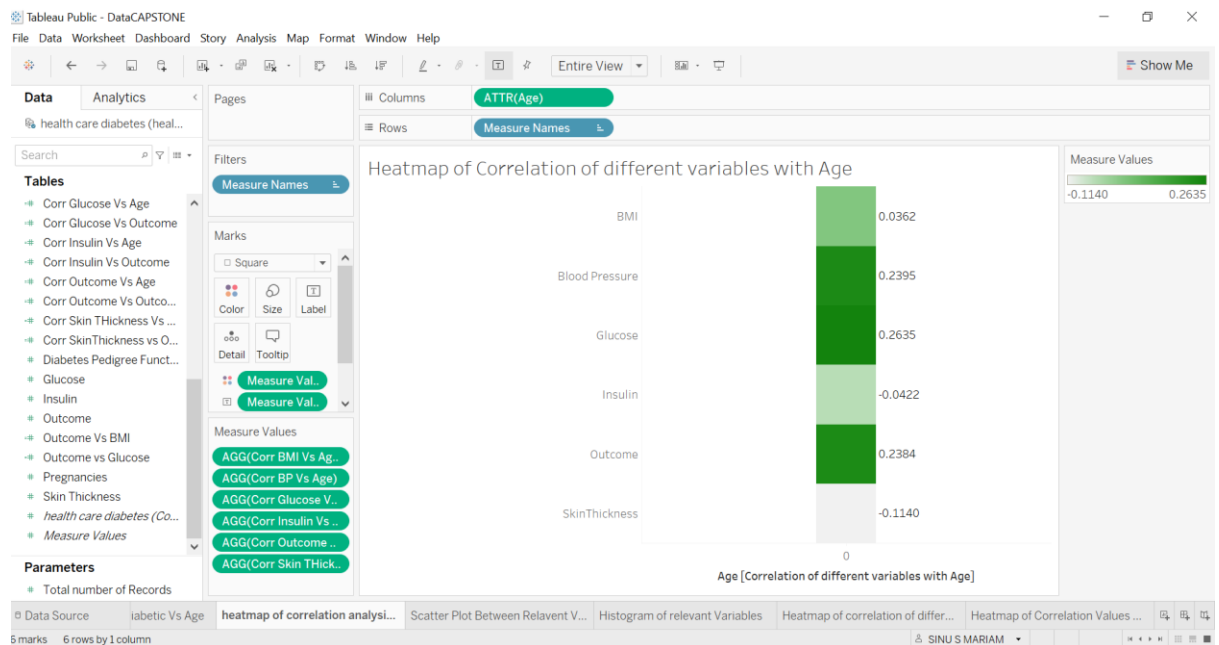 Tableau Public - DataCAPSTONE
File Data Worksheet Dashboard Story Analysis Map Format Window Help
Entire View
Show Me
Data Analytics
health care diabetes (heal...
Search
Tables
Corr Glucose Vs Age
Corr Glucose Vs Outcome
Corr Insulin Vs Age
Corr Insulin Vs Outcome
Corr Outcome Vs Age
Corr Outcome Vs Outco...
Corr Skin THickness Vs ...
Corr SkinThickness vs O...
Diabetes Pedigree Funct...
Glucose
Insulin
Outcome
Outcome Vs BMI
Outcome vs Glucose
Pregnancies
Skin Thickness
health care diabetes (Co...
Measure Values
Parameters
Total number of Records
Pages
Filters
Measure Names
Marks
Square
Color Size Label
Detail Tooltip
Measure Val..
Measure Val..
Measure Values
AGG(Corr BMI Vs Ag..
AGG(Corr BP Vs Age)
AGG(Corr Glucose V..
AGG(Corr Insulin Vs ..
AGG(Corr Outcome ..
AGG(Corr Skin THick..
Columns ATTR(Age)
Rows Measure Names
Heatmap of Correlation of different variables with Age
BMI 0.0362
Blood Pressure 0.2395
Glucose 0.2635
Insulin -0.0422
Outcome 0.2384
SkinThickness -0.1140
0
Age [Correlation of different variables with Age]
Measure Values
-0.1140 0.2635
Data Source iabetic Vs Age heatmap of correlation analysi... Scatter Plot Between Relavent V... Histogram of relevant Variables Heatmap of correlation of differ... Heatmap of Correlation Values ...
6 marks 6 rows by 1 column SINU S MARIAM